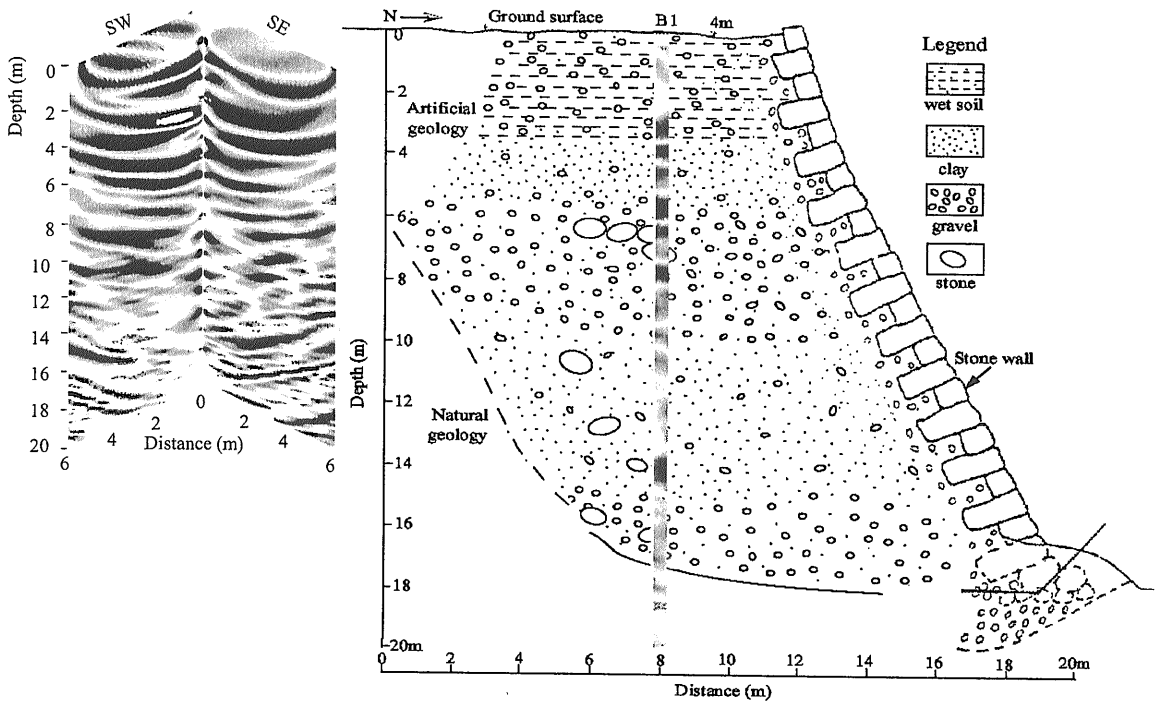 SW
SE
Depth (m)
0
2
4
6
8
10
12
14
16
18
20
6
4
2
0
2
4
6
Distance (m)
N
Ground surface
B1
4m
0
2
4
6
8
10
12
14
16
18
20m
Depth (m)
Artificial
geology
Natural
geology
Stone wall
0
2
4
6
8
10
12
14
16
18
20m
Distance (m)
Legend
wet soil
clay
gravel
stone